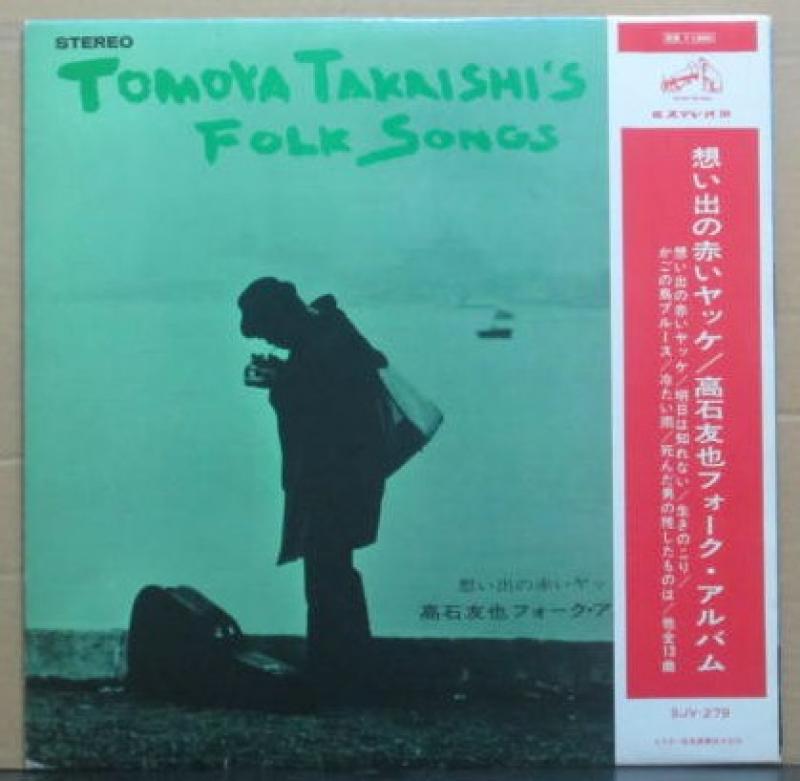 STEREO
TOMOYA TAKAISHI'S
FOLK SONGS
想い出の赤いヤッ
高石友也フォーク・ア
想い出の赤いヤッケ/高石友也フォーク・アルバム
想い出の赤いヤッケ/明日は知れない/生きのこり/
かごの鳥ブルース/冷たい雨/死んだ男の残したものは/他全13曲
SJV-279